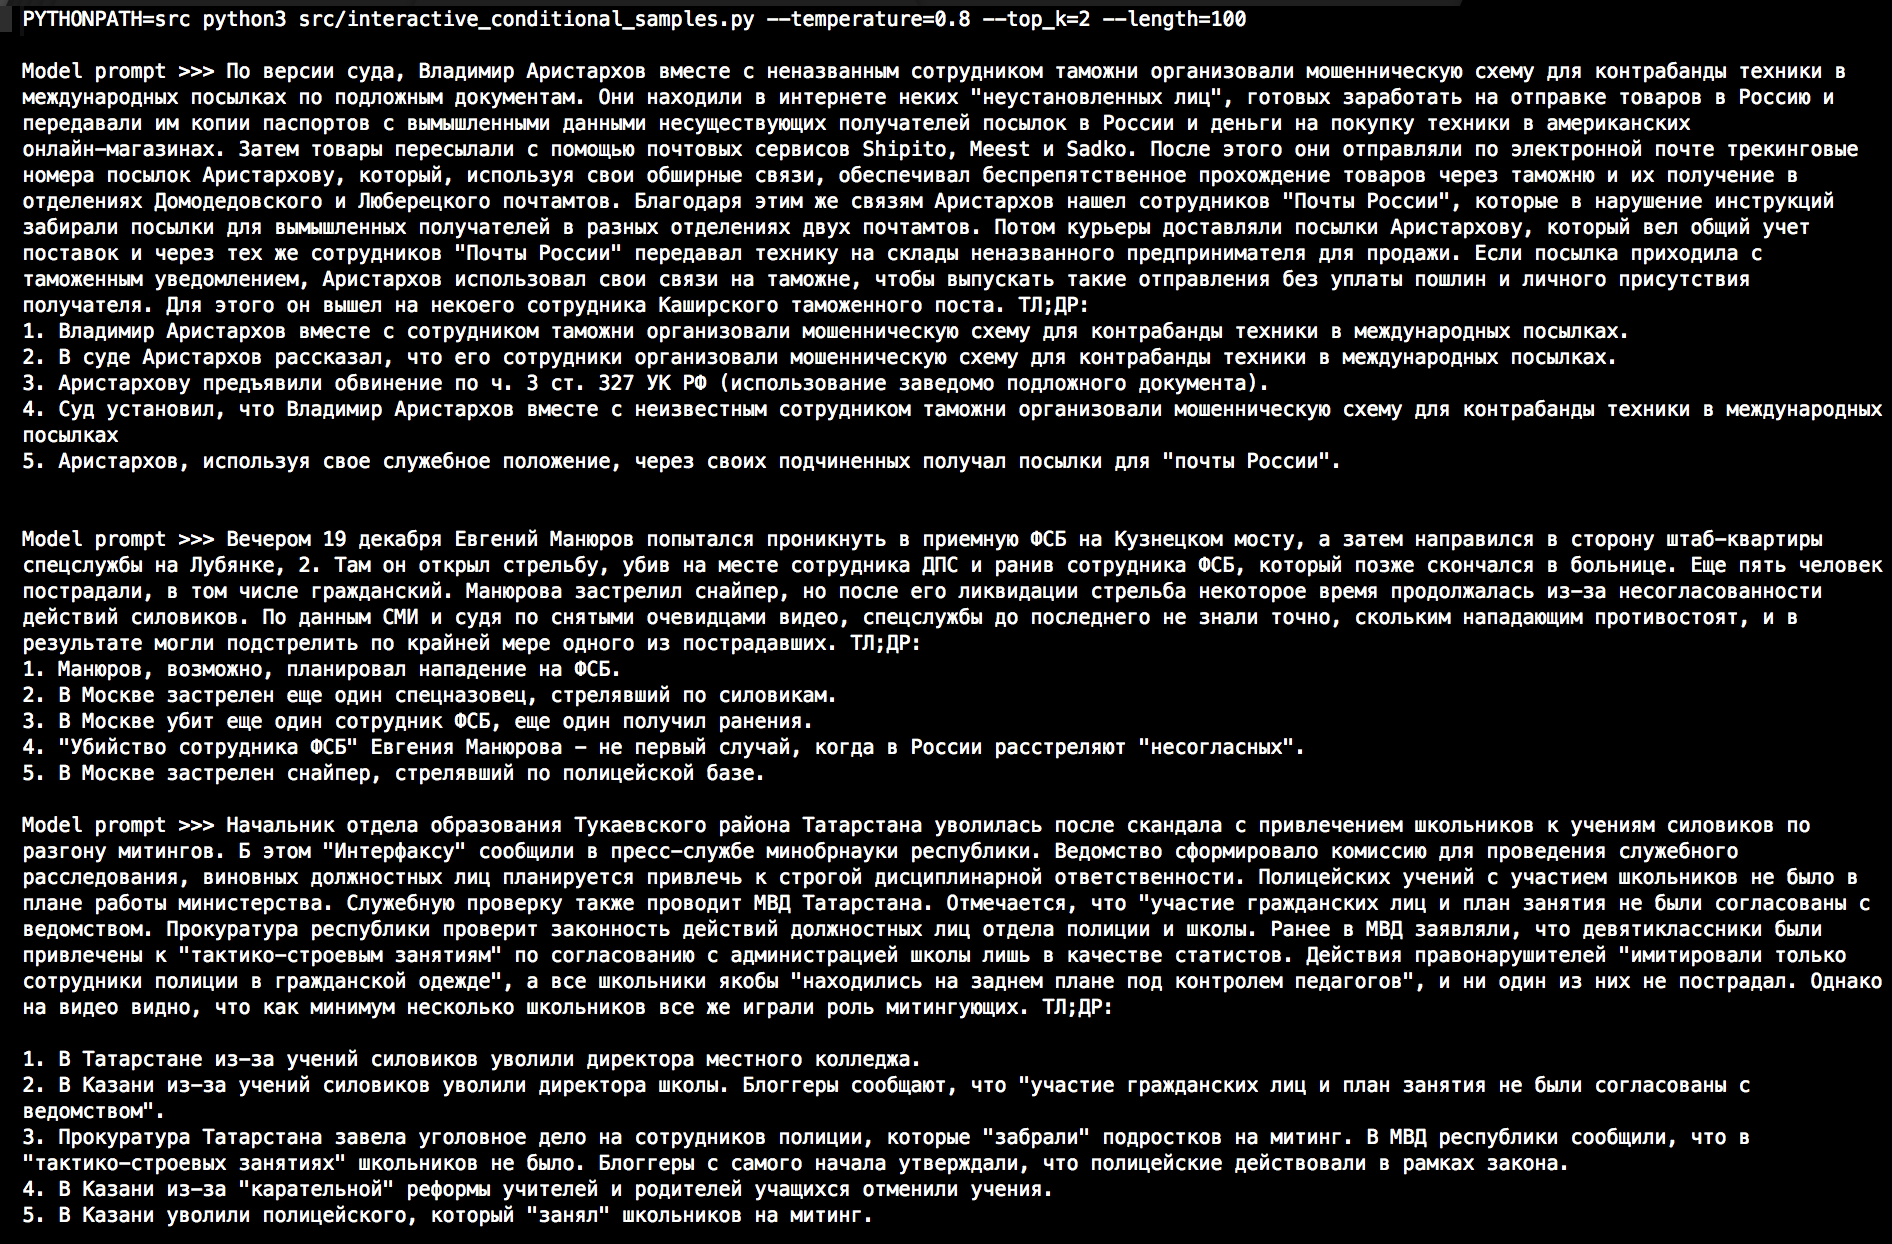 PYTHONPATH=src python3 src/interactive_conditional_samples.py --temperature=0.8 --top_k=2 --length=100
Model prompt >>> По версии суда, Владимир Аристархов вместе с неназванным сотрудником таможни организовали мошенническую схему для контрабанды техники в
международных посылках по подложным документам. Они находили в интернете неких "неустановленных лиц", готовых заработать на отправке товаров в Россию и
передавали им копии паспортов с вымышленными данными несуществующих получателей посылок в России и деньги на покупку техники в американских
онлайн-магазинах. Затем товары пересылали с помощью почтовых сервисов Shipito, Meest и Sadko. После этого они отправляли по электронной почте трекинговые
номера посылок Аристархову, который, используя свои обширные связи, обеспечивал беспрепятственное прохождение товаров через таможню и их получение в
отделениях Домодедовского и Люберецкого почтамтов. Благодаря этим же связям Аристархов нашел сотрудников "Почты России", которые в нарушение инструкций
забирали посылки для вымышленных получателей в разных отделениях двух почтамтов. Потом курьеры доставляли посылки Аристархову, который вел общий учет
поставок и через тех же сотрудников "Почты России" передавал технику на склады неназванного предпринимателя для продажи. Если посылка приходила с
таможенным уведомлением, Аристархов использовал свои связи на таможне, чтобы выпускать такие отправления без уплаты пошлин и личного присутствия
получателя. Для этого он вышел на некоего сотрудника Каширского таможенного поста. ТЛ;ДР:
1. Владимир Аристархов вместе с сотрудником таможни организовали мошенническую схему для контрабанды техники в международных посылках.
2. В суде Аристархов рассказал, что его сотрудники организовали мошенническую схему для контрабанды техники в международных посылках.
3. Аристархову предъявили обвинение по ч. 3 ст. 327 УК РФ (использование заведомо подложного документа).
4. Суд установил, что Владимир Аристархов вместе с неизвестным сотрудником таможни организовали мошенническую схему для контрабанды техники в международных
посылках
5. Аристархов, используя свое служебное положение, через своих подчиненных получал посылки для "почты России".
Model prompt >>> Вечером 19 декабря Евгений Манюров попытался проникнуть в приемную ФСБ на Кузнецком мосту, а затем направился в сторону штаб-квартиры
спецслужбы на Лубянке, 2. Там он открыл стрельбу, убив на месте сотрудника ДПС и ранив сотрудника ФСБ, который позже скончался в больнице. Еще пять человек
пострадали, в том числе гражданский. Манюрова застрелил снайпер, но после его ликвидации стрельба некоторое время продолжалась из-за несогласованности
действий силовиков. По данным СМИ и судя по снятыми очевидцами видео, спецслужбы до последнего не знали точно, скольким нападающим противостоят, и в
результате могли подстрелить по крайней мере одного из пострадавших. ТЛ;ДР:
1. Манюров, возможно, планировал нападение на ФСБ.
2. В Москве застрелен еще один спецназовец, стрелявший по силовикам.
3. В Москве убит еще один сотрудник ФСБ, еще один получил ранения.
4. "Убийство сотрудника ФСБ" Евгения Манюрова – не первый случай, когда в России расстреляют "несогласных".
5. В Москве застрелен снайпер, стрелявший по полицейской базе.
Model prompt >>> Начальник отдела образования Тукаевского района Татарстана уволилась после скандала с привлечением школьников к учениям силовиков по
разгону митингов. Б этом "Интерфаксу" сообщили в пресс-службе минобрнауки республики. Ведомство сформировало комиссию для проведения служебного
расследования, виновных должностных лиц планируется привлечь к строгой дисциплинарной ответственности. Полицейских учений с участием школьников не было в
плане работы министерства. Служебную проверку также проводит МВД Татарстана. Отмечается, что "участие гражданских лиц и план занятия не были согласованы с
ведомством. Прокуратура республики проверит законность действий должностных лиц отдела полиции и школы. Ранее в МВД заявляли, что девятиклассники были
привлечены к "тактико-строевым занятиям" по согласованию с администрацией школы лишь в качестве статистов. Действия правонарушителей "имитировали только
сотрудники полиции в гражданской одежде", а все школьники якобы "находились на заднем плане под контролем педагогов", и ни один из них не пострадал. Однако
на видео видно, что как минимум несколько школьников все же играли роль митингующих. ТЛ;ДР:
1. В Татарстане из-за учений силовиков уволили директора местного колледжа.
2. В Казани из-за учений силовиков уволили директора школы. Блоггеры сообщают, что "участие гражданских лиц и план занятия не были согласованы с
ведомством".
3. Прокуратура Татарстана завела уголовное дело на сотрудников полиции, которые "забрали" подростков на митинг. В МВД республики сообщили, что в
"тактико-строевых занятиях" школьников не было. Блоггеры с самого начала утверждали, что полицейские действовали в рамках закона.
4. В Казани из-за "карательной" реформы учителей и родителей учащихся отменили учения.
5. В Казани уволили полицейского, который "занял" школьников на митинг.